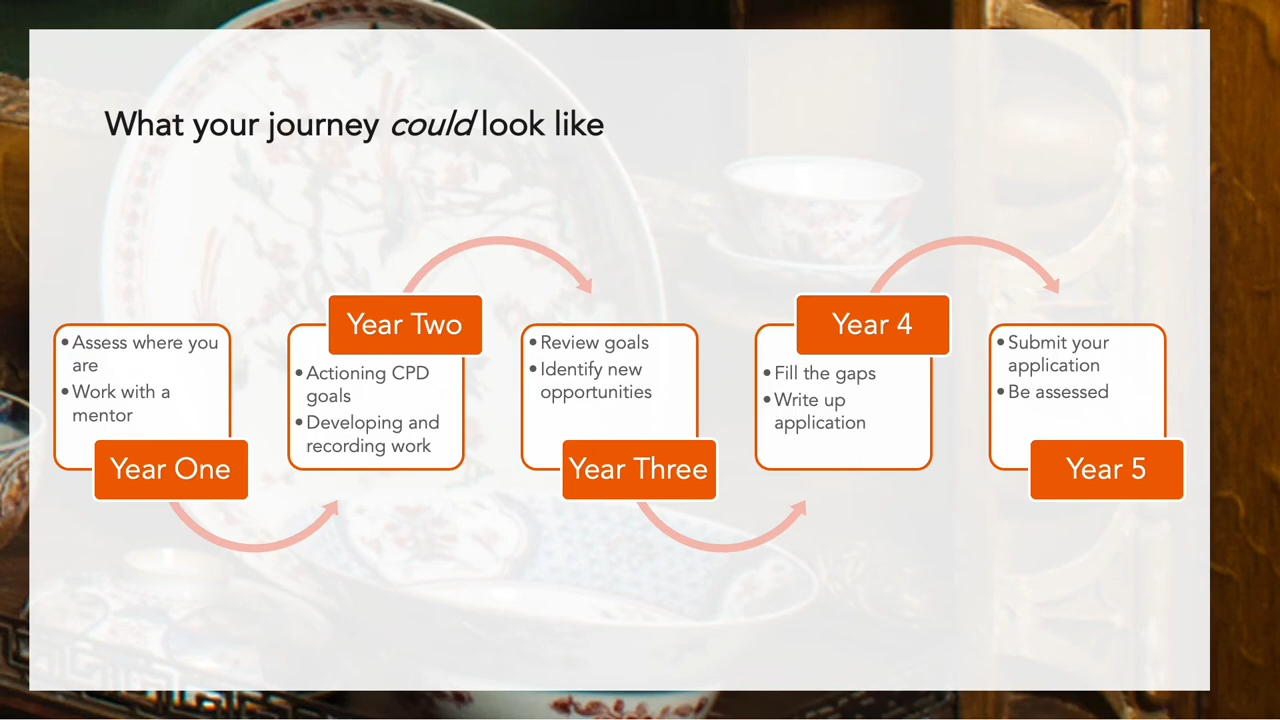 What your journey could look like
• Assess where you
are
• Work with a
mentor
Year One
Year Two
• Actioning CPD
goals
• Developing and
recording work
• Review goals
• Identify new
opportunities
Year Three
Year 4
• Fill the gaps
• Write up
application
• Submit your
application
• Be assessed
Year 5